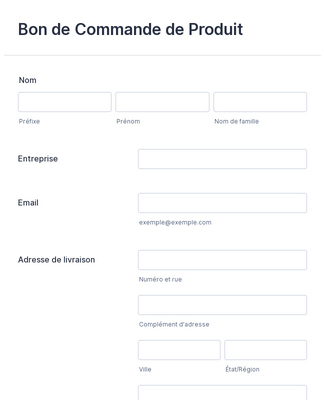 Bon de Commande de Produit
Nom
Préfixe Prénom Nom de famille
Entreprise
Email
exemple@exemple.com
Adresse de livraison
Numéro et rue
Complément d'adresse
Ville État/Région